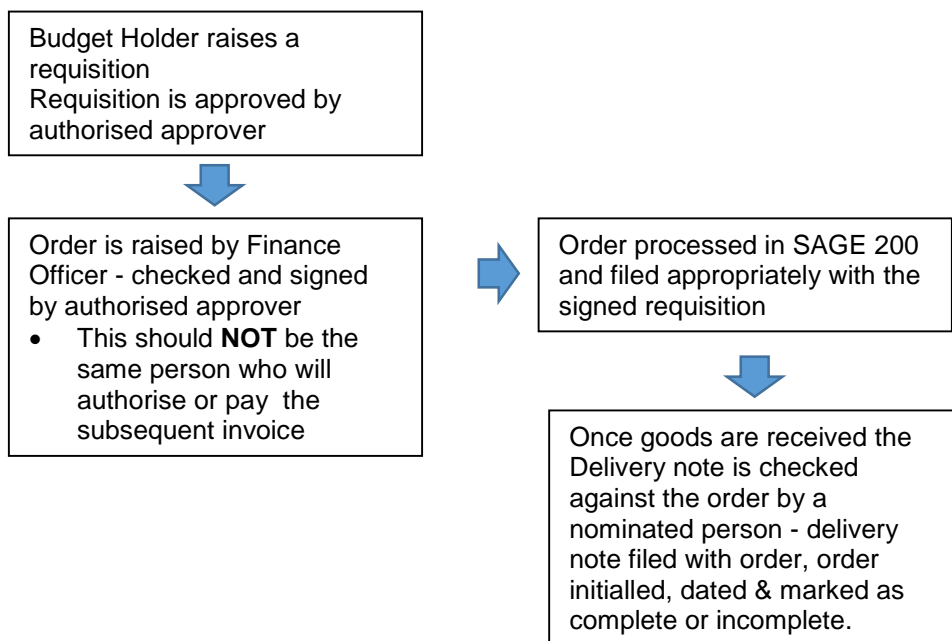 Budget Holder raises a
requisition
Requisition is approved by
authorised approver
Order is raised by Finance
Officer - checked and signed
by authorised approver
• This should NOT be the
same person who will
authorise or pay  the
subsequent invoice
Order processed in SAGE 200
and filed appropriately with the
signed requisition
Once goods are received the
Delivery note is checked
against the order by a
nominated person - delivery
note filed with order, order
initialled, dated & marked as
complete or incomplete.